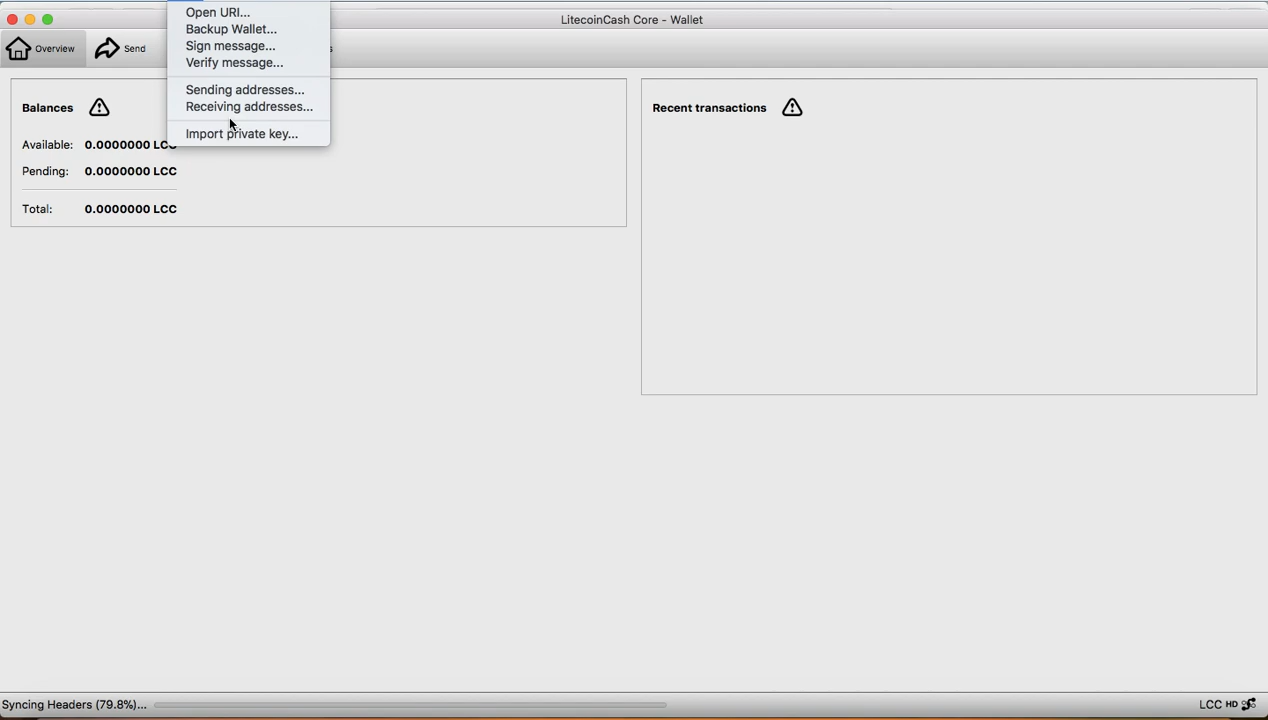 Open URI...
Backup Wallet...
Sign message...
Verify message...
Sending addresses...
Receiving addresses...
Import private key...
LitecoinCash Core - Wallet
Overview
Send
Balances
Available: 0.0000000 LCC
Pending: 0.0000000 LCC
Total: 0.0000000 LCC
Recent transactions
Syncing Headers (79.8%)...
LCC HD